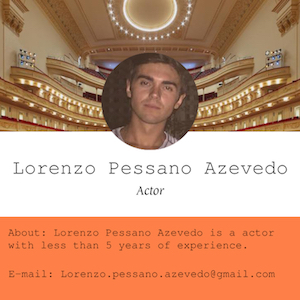 Lorenzo Pessano Azevedo
Actor
About: Lorenzo Pessano Azevedo is a actor
with less than 5 years of experience.
E-mail: Lorenzo.pessano.azevedo@gmail.com